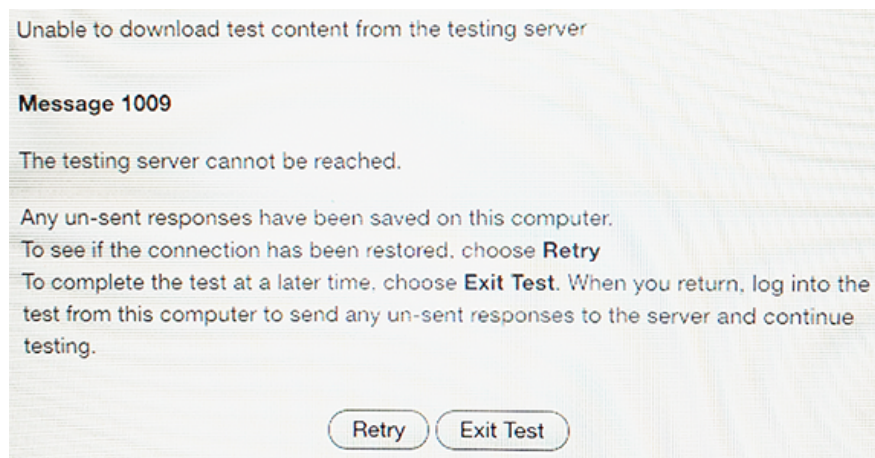 Unable to download test content from the testing server
Message 1009
The testing server cannot be reached.
Any un-sent responses have been saved on this computer.
To see if the connection has been restored, choose Retry
To complete the test at a later time, choose Exit Test. When you return, log into the
test from this computer to send any un-sent responses to the server and continue
testing.
Retry Exit Test